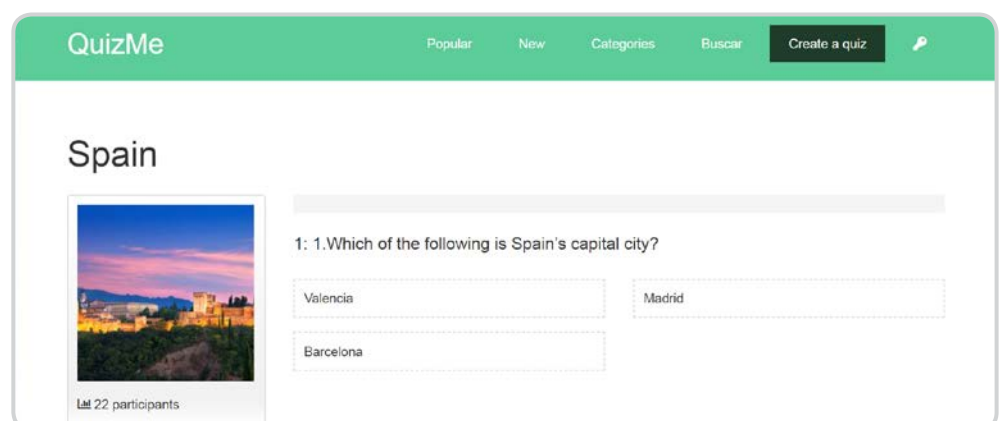 QuizMe Popular New Categories Buscar Create a quiz
Spain
1: 1.Which of the following is Spain's capital city?
Valencia Madrid
Barcelona
22 participants